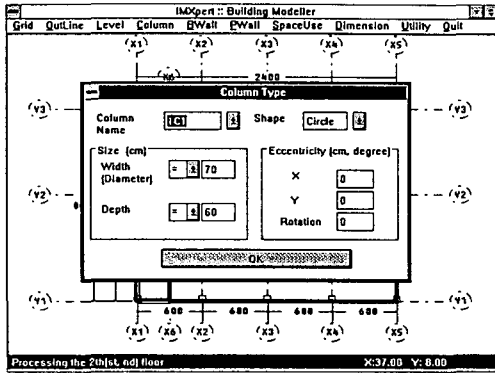 IMXpert :: Building Modeller
Grid OutLine Level Column BWall PWall SpaceUse Dimension Utility Quit
X1 X2 X3 X4 X5
X6 2400
Column Type
Y3 Y3
Column Name [C] Shape Circle
Size (cm) Eccentricity (cm, degree)
Width (Diameter) = 70 X 0
Y2 Y2
Y 0
Depth = 60
Rotation 0
OK
Y1 Y1
600 600 600 600
X1 X6 X2 X3 X4 X5
Processing the 2th(st, nd) floor X:37.00 Y: 8.00